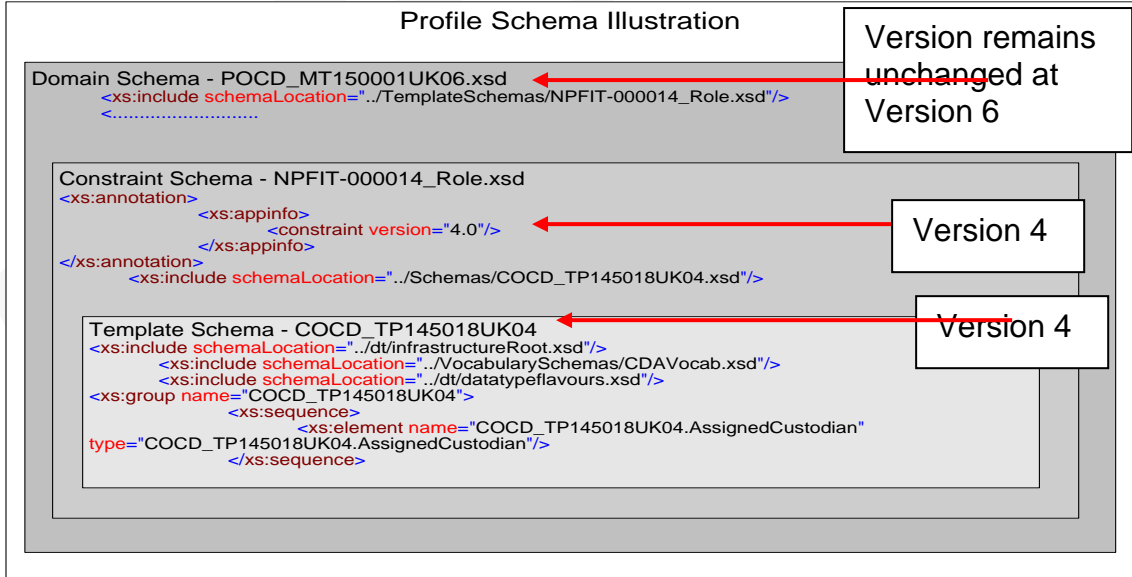 Profile Schema Illustration
Version remains
unchanged at
Version 6
Domain Schema - POCD_MT150001UK06.xsd
<xs:include schemaLocation="../TemplateSchemas/NPFIT-000014_Role.xsd"/>
<...........................
Constraint Schema - NPFIT-000014_Role.xsd
<xs:annotation>
<xs:appinfo>
<constraint version="4.0"/>
</xs:appinfo>
</xs:annotation>
<xs:include schemaLocation="../Schemas/COCD_TP145018UK04.xsd"/>
Version 4
Template Schema - COCD_TP145018UK04
<xs:include schemaLocation="../dt/infrastructureRoot.xsd"/>
<xs:include schemaLocation="../VocabularySchemas/CDAVocab.xsd"/>
<xs:include schemaLocation="../dt/datatypeflavours.xsd"/>
<xs:group name="COCD_TP145018UK04">
<xs:sequence>
<xs:element name="COCD_TP145018UK04.AssignedCustodian"
type="COCD_TP145018UK04.AssignedCustodian"/>
</xs:sequence>
Version 4